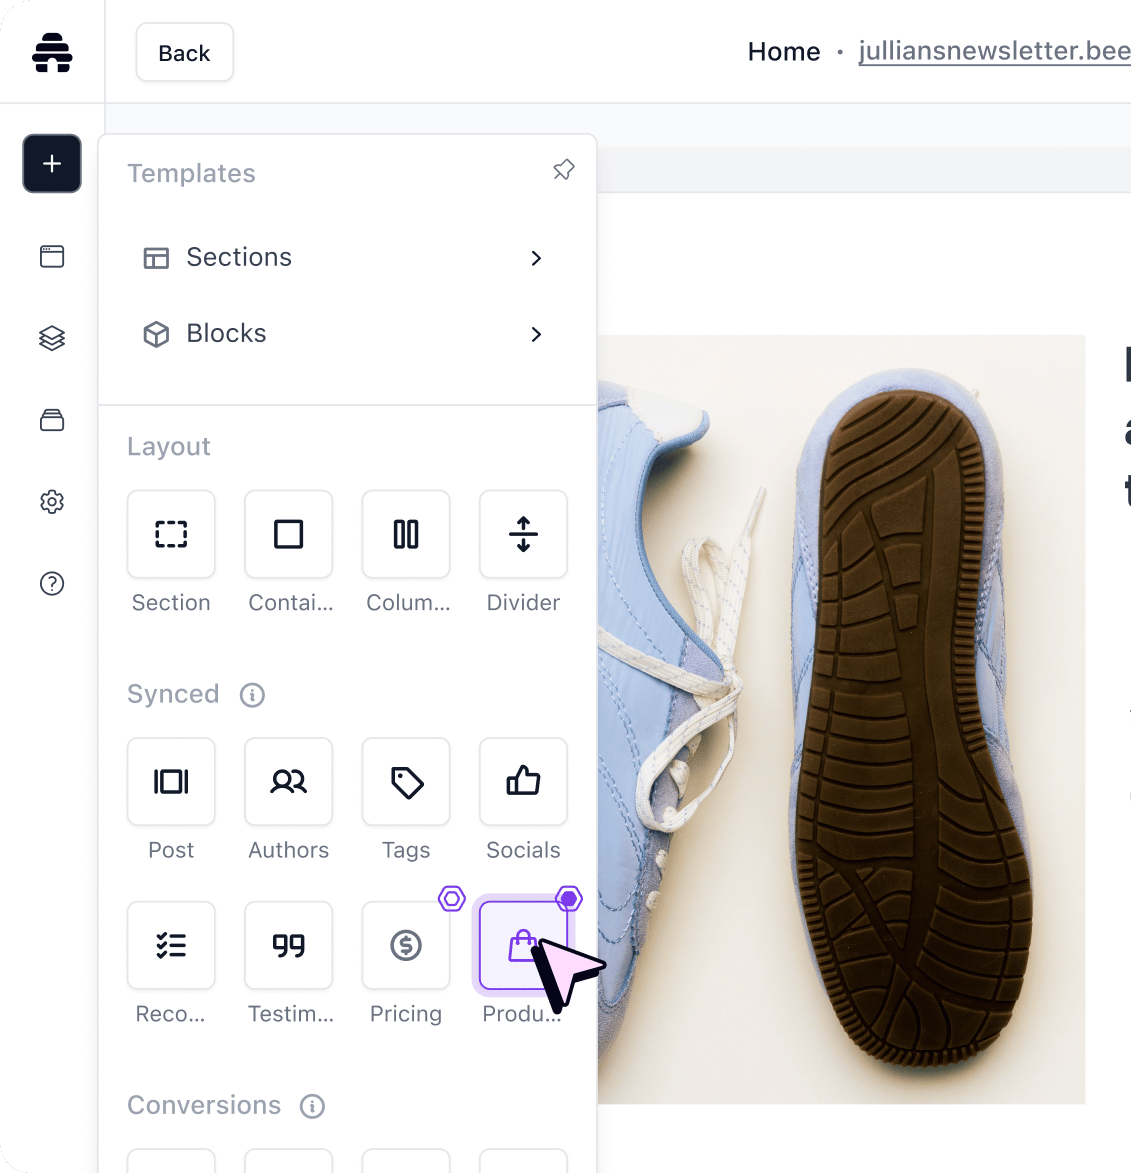 Back
Home • julliansnewsletter.bee
Templates
Sections
Blocks
Layout
Section Contai... Colum... Divider
Synced
Post Authors Tags Socials
Reco... Testim... Pricing Produ...
Conversions